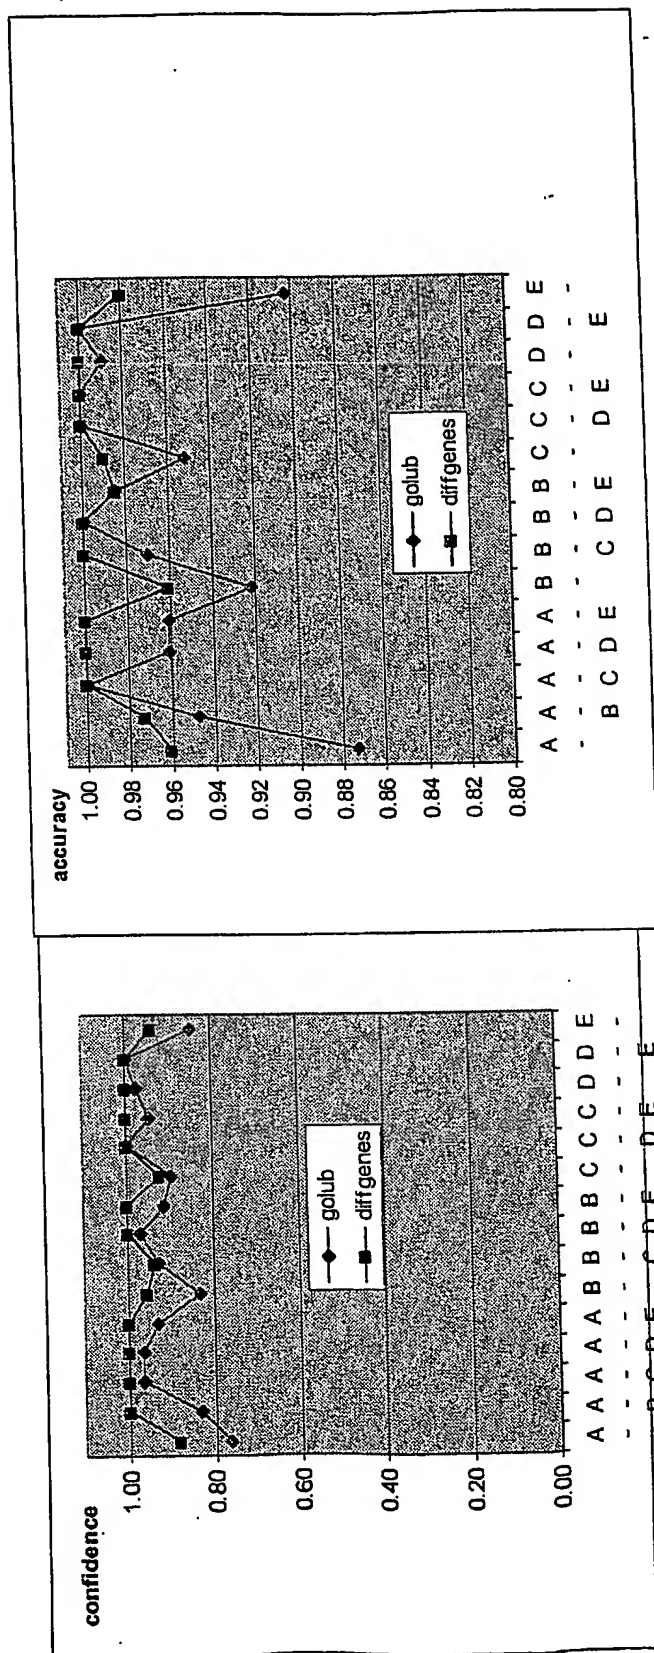 confidence
1.00
0.80
0.60
0.40
0.20
0.00
golub
diffgenes
A A A A A B B B B C C C D D E
- - - - - - - - - - - - - - -
B C D E C D E D E E
accuracy
1.00
0.98
0.96
0.94
0.92
0.90
0.88
0.86
0.84
0.82
0.80
golub
diffgenes
A A A A A B B B B C C C D D E
- - - - - - - - - - - - - - -
B C D E C D E D E E